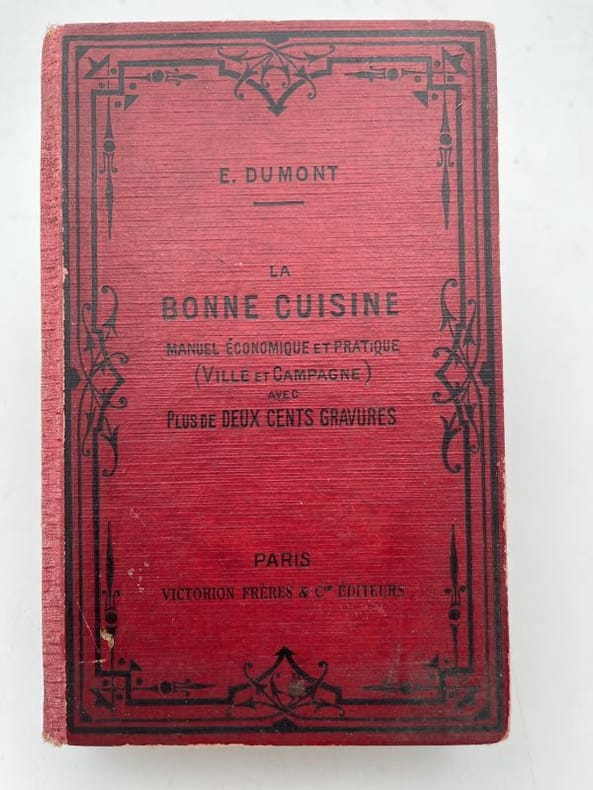 E. DUMONT
LA
BONNE CUISINE
MANUEL ÉCONOMIQUE ET PRATIQUE
(VILLE ET CAMPAGNE)
AVEC
PLUS DE DEUX CENTS GRAVURES
PARIS
VICTORION FRÈRES & Cie ÉDITEURS